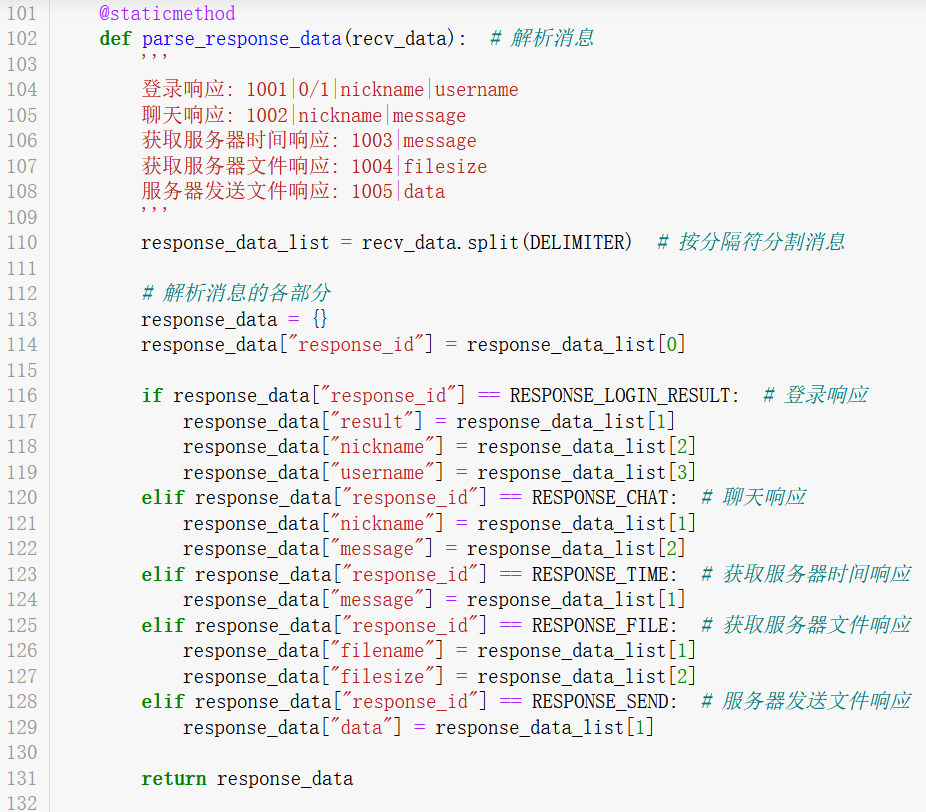 101 @staticmethod
102 def parse_response_data(recv_data):  # 解析消息
103 '''
104 登录响应: 1001|0/1|nickname|username
105 聊天响应: 1002|nickname|message
106 获取服务器时间响应: 1003|message
107 获取服务器文件响应: 1004|filesize
108 服务器发送文件响应: 1005|data
109 '''
110 response_data_list = recv_data.split(DELIMITER)  # 按分隔符分割消息
111
112 # 解析消息的各部分
113 response_data = {}
114 response_data["response_id"] = response_data_list[0]
115
116 if response_data["response_id"] == RESPONSE_LOGIN_RESULT:  # 登录响应
117 response_data["result"] = response_data_list[1]
118 response_data["nickname"] = response_data_list[2]
119 response_data["username"] = response_data_list[3]
120 elif response_data["response_id"] == RESPONSE_CHAT:  # 聊天响应
121 response_data["nickname"] = response_data_list[1]
122 response_data["message"] = response_data_list[2]
123 elif response_data["response_id"] == RESPONSE_TIME:  # 获取服务器时间响应
124 response_data["message"] = response_data_list[1]
125 elif response_data["response_id"] == RESPONSE_FILE:  # 获取服务器文件响应
126 response_data["filename"] = response_data_list[1]
127 response_data["filesize"] = response_data_list[2]
128 elif response_data["response_id"] == RESPONSE_SEND:  # 服务器发送文件响应
129 response_data["data"] = response_data_list[1]
130
131 return response_data
132